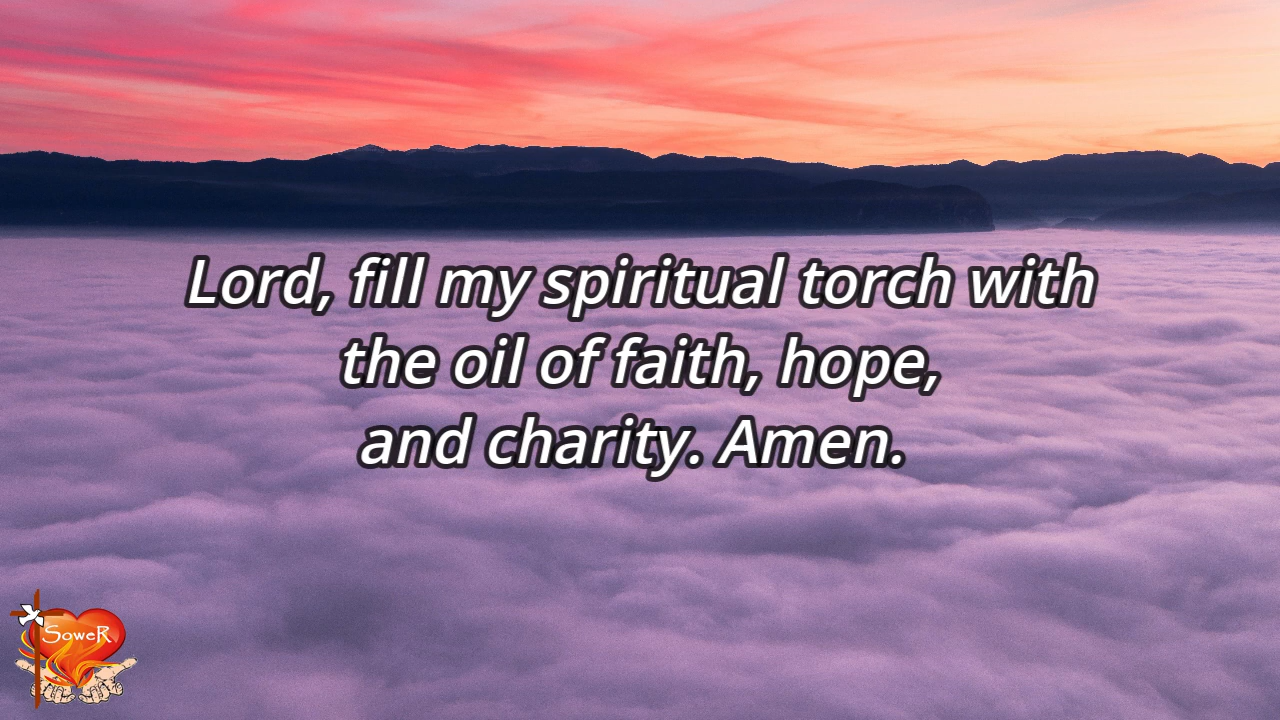 Lord, fill my spiritual torch with
the oil of faith, hope,
and charity. Amen.
SoweR